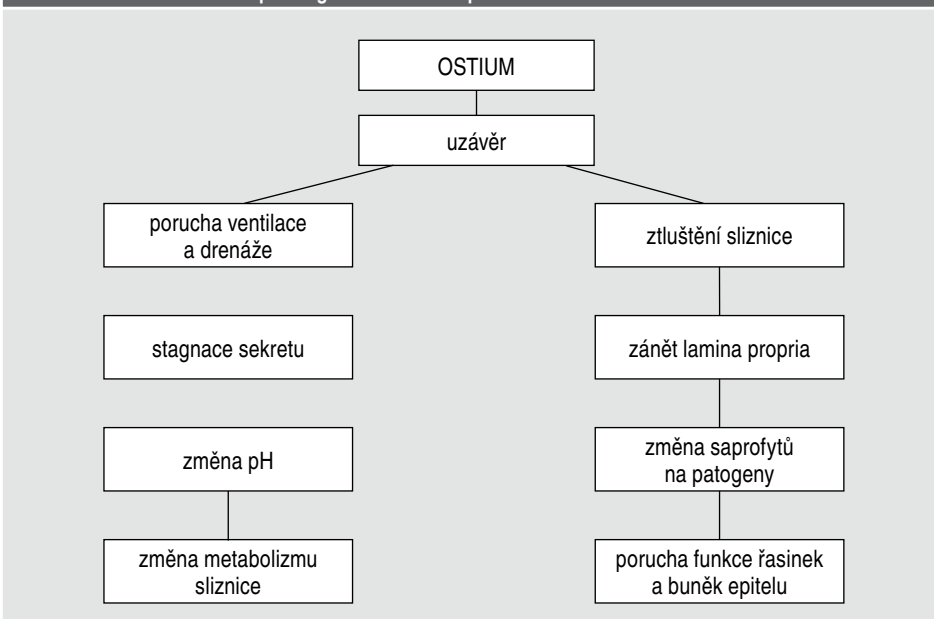 OSTIUM
uzávěr
porucha ventilace
a drenáže
ztluštění sliznice
stagnace sekretu
zánět lamina propria
změna pH
změna saprofytů
na patogeny
změna metabolizmu
sliznice
porucha funkce řasinek
a buněk epitelu